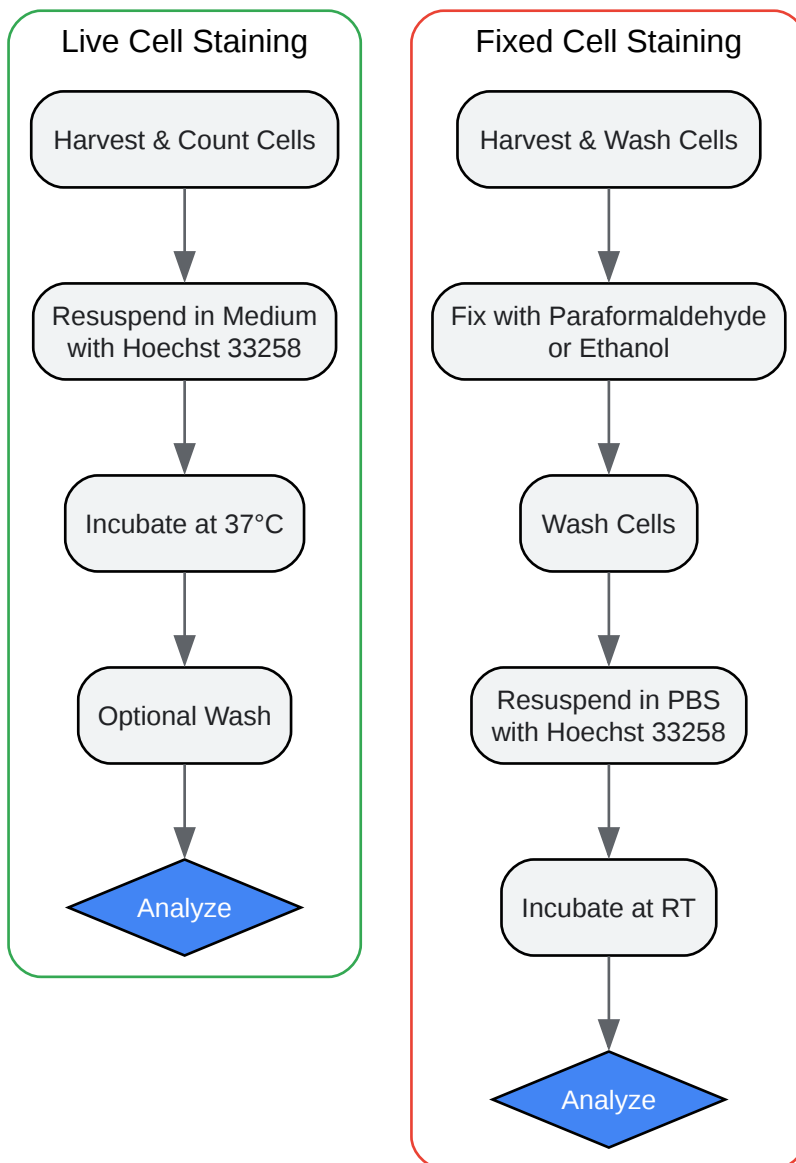 Live Cell Staining
Harvest & Count Cells
Resuspend in Medium
with Hoechst 33258
Incubate at 37°C
Optional Wash
Analyze
Fixed Cell Staining
Harvest & Wash Cells
Fix with Paraformaldehyde
or Ethanol
Wash Cells
Resuspend in PBS
with Hoechst 33258
Incubate at RT
Analyze